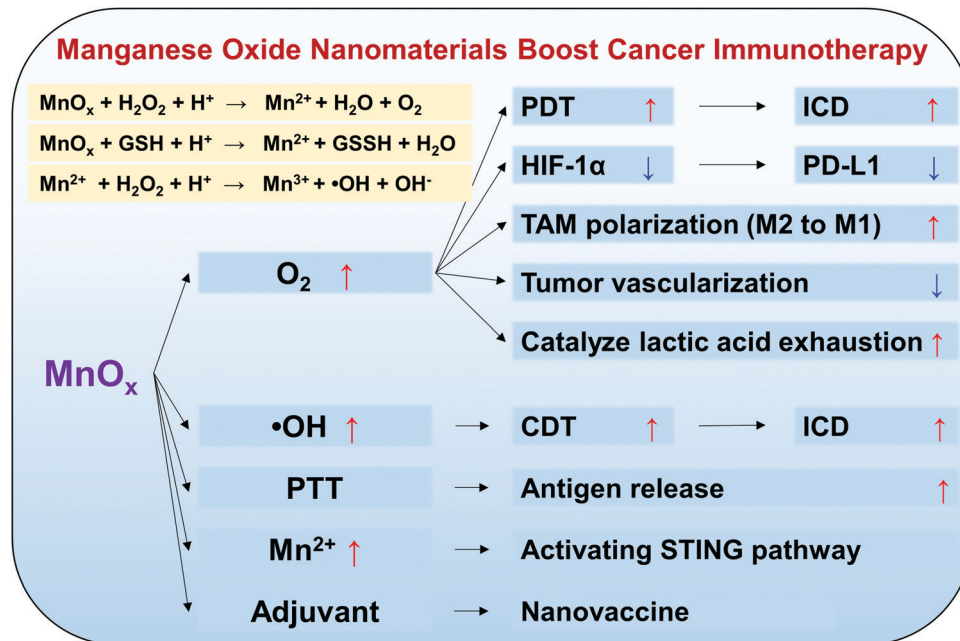 Manganese Oxide Nanomaterials Boost Cancer Immunotherapy
MnOₓ + H₂O₂ + H⁺ → Mn²⁺ + H₂O + O₂
MnOₓ + GSH + H⁺ → Mn²⁺ + GSSH + H₂O
Mn²⁺ + H₂O₂ + H⁺ → Mn³⁺ + •OH + OH⁻
PDT ↑ → ICD ↑
HIF-1α ↓ → PD-L1 ↓
TAM polarization (M2 to M1) ↑
O₂ ↑
Tumor vascularization ↓
Catalyze lactic acid exhaustion ↑
MnOₓ
•OH ↑ → CDT ↑ → ICD ↑
PTT → Antigen release ↑
Mn²⁺ ↑ → Activating STING pathway
Adjuvant → Nanovaccine